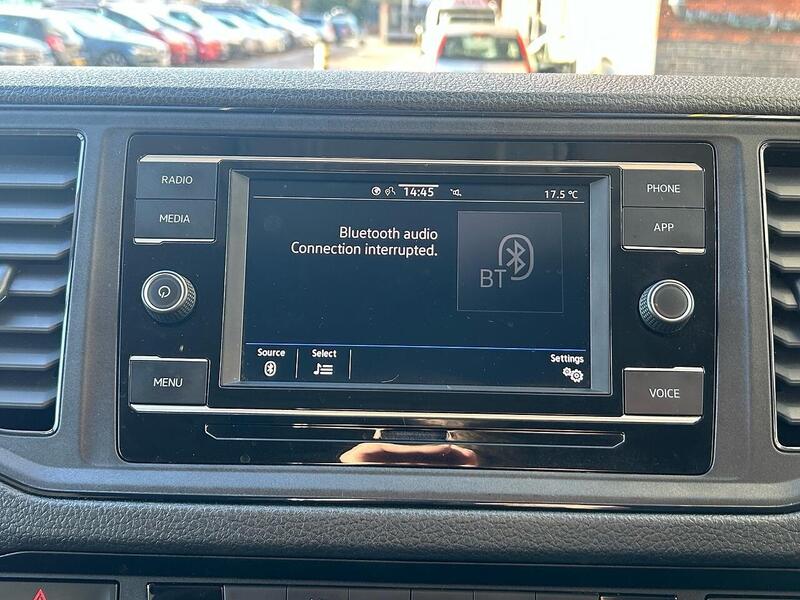 RADIO
MEDIA
MENU
14:45
17.5 °C
Bluetooth audio
Connection interrupted.
BT
Source
Select
Settings
PHONE
APP
VOICE